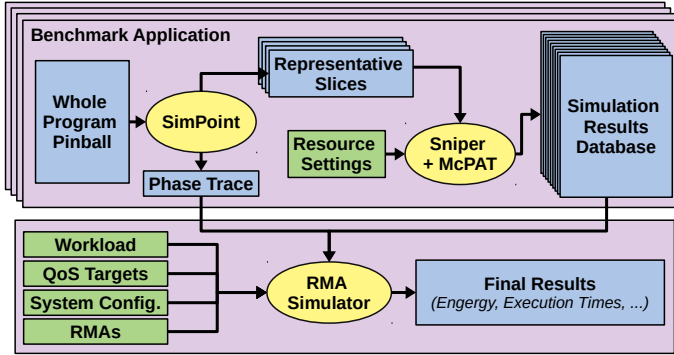 Benchmark Application
Whole
Program
Pinball
SimPoint
Phase Trace
Representative
Slices
Resource
Settings
Sniper
+ McPAT
Simulation
Results
Database
Workload
QoS Targets
System Config.
RMAs
RMA
Simulator
Final Results
(Engergy, Execution Times, ...)